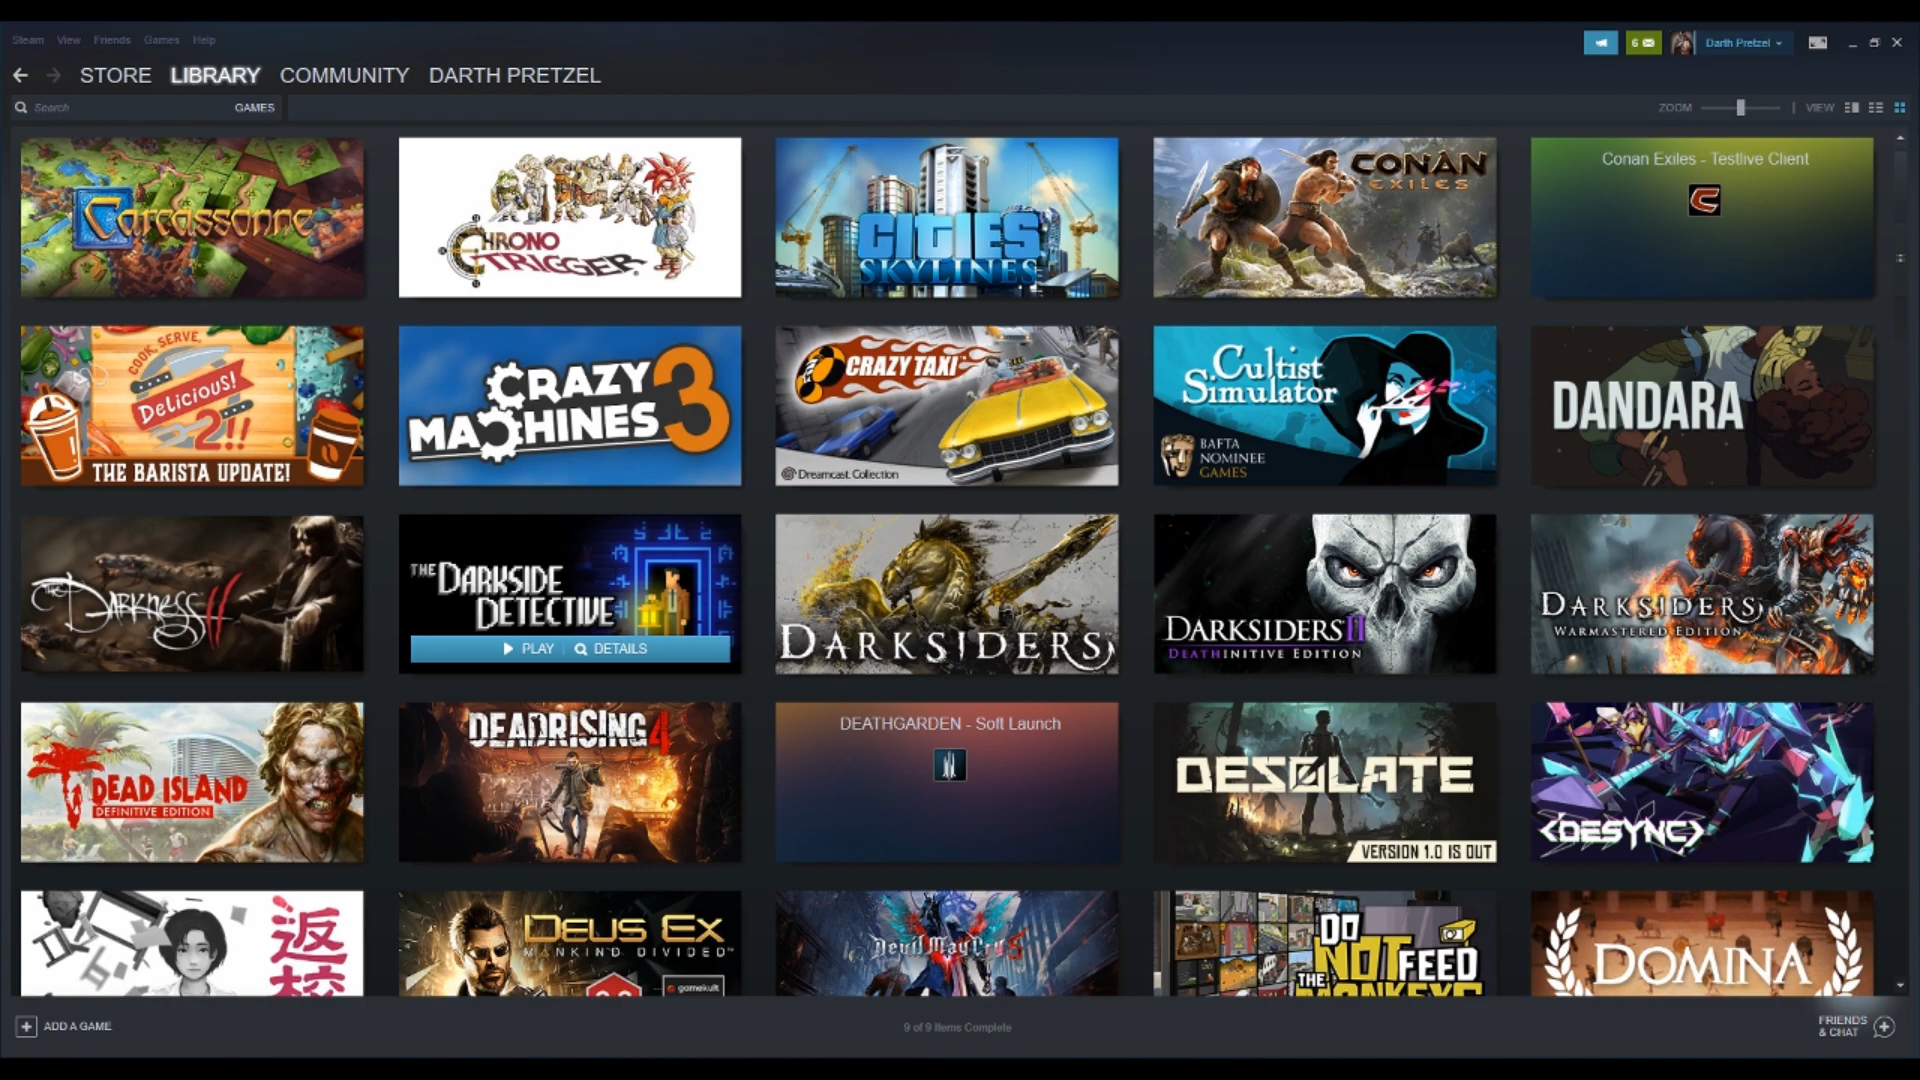 Steam View Friends Games Help
6 Darth Pretzel
STORE LIBRARY COMMUNITY DARTH PRETZEL
Search GAMES
ZOOM | VIEW
Carcassonne
CHRONO
TRIGGER
CITIES
SKYLINES
CONAN
EXILES
Conan Exiles - Testlive Client
COOK, SERVE,
Delicious!
2!!
THE BARISTA UPDATE!
CRAZY
MACHINES 3
CRAZY TAXI
Dreamcast Collection
Cultist
Simulator
BAFTA
NOMINEE
GAMES
DANDARA
THE DARKNESS II
THE DARKSIDE
DETECTIVE
PLAY DETAILS
DARKSIDERS
DARKSIDERS II
DEATHINITIVE EDITION
DARKSIDERS
WARMASTERED EDITION
DEAD ISLAND
DEFINITIVE EDITION
DEADRISING 4
DEATHGARDEN - Soft Launch
DESOLATE
VERSION 1.0 IS OUT
<DESYNC>
返
校
DEUS EX
MANKIND DIVIDED™
gamekult
Devil May Cry 5
DO
NOT FEED
THE
MONKEYS
DOMINA
ADD A GAME
9 of 9 Items Complete
FRIENDS
& CHAT